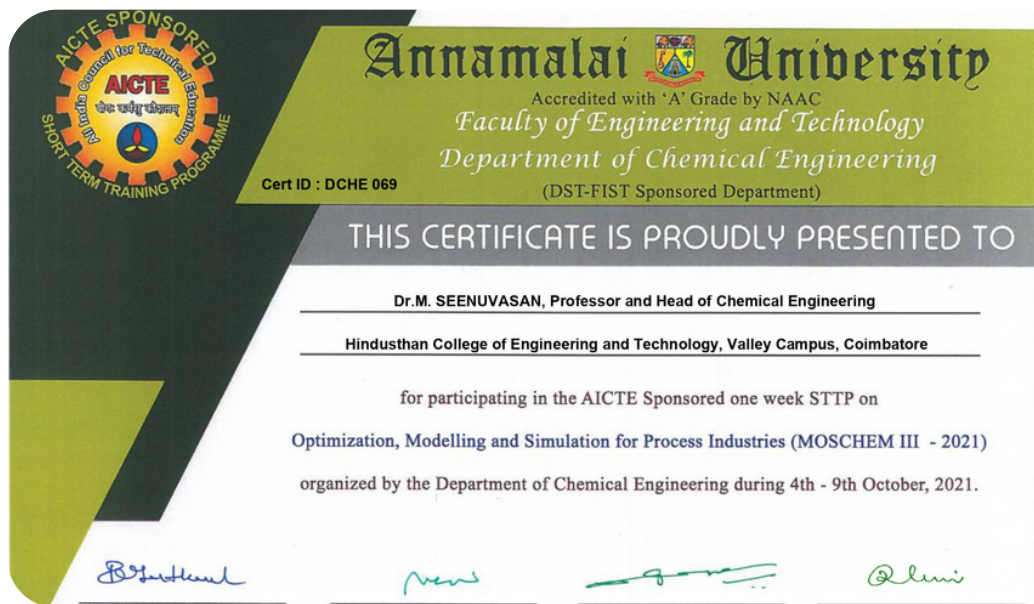 AICTE SPONSORED
All India Council for Technical Education
AICTE
योगः कर्मसु कौशलम्
SHORT TERM TRAINING PROGRAMME
Annamalai University
Accredited with ‘A’ Grade by NAAC
Faculty of Engineering and Technology
Department of Chemical Engineering
Cert ID : DCHE 069
(DST-FIST Sponsored Department)
THIS CERTIFICATE IS PROUDLY PRESENTED TO
Dr.M. SEENUVASAN, Professor and Head of Chemical Engineering
Hindusthan College of Engineering and Technology, Valley Campus, Coimbatore
for participating in the AICTE Sponsored one week STTP on
Optimization, Modelling and Simulation for Process Industries (MOSCHEM III - 2021)
organized by the Department of Chemical Engineering during 4th - 9th October, 2021.